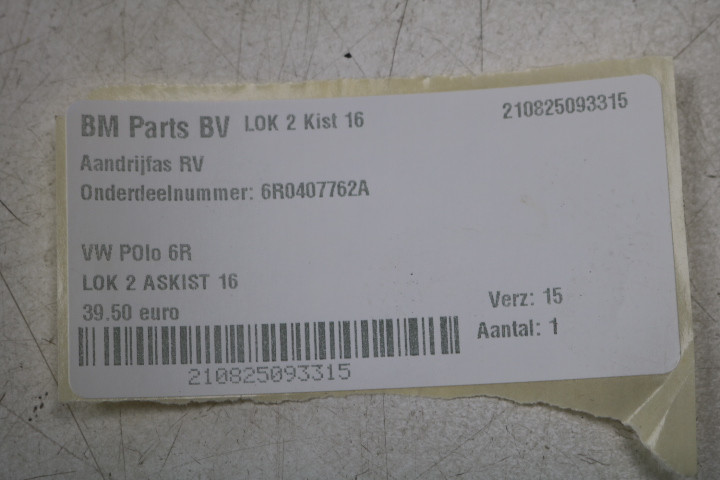 BM Parts BV LOK 2 Kist 16 210825093315
Aandrijfas RV
Onderdeelnummer: 6R0407762A
VW POlo 6R
LOK 2 ASKIST 16
39.50 euro
Verz: 15
Aantal: 1
210825093315